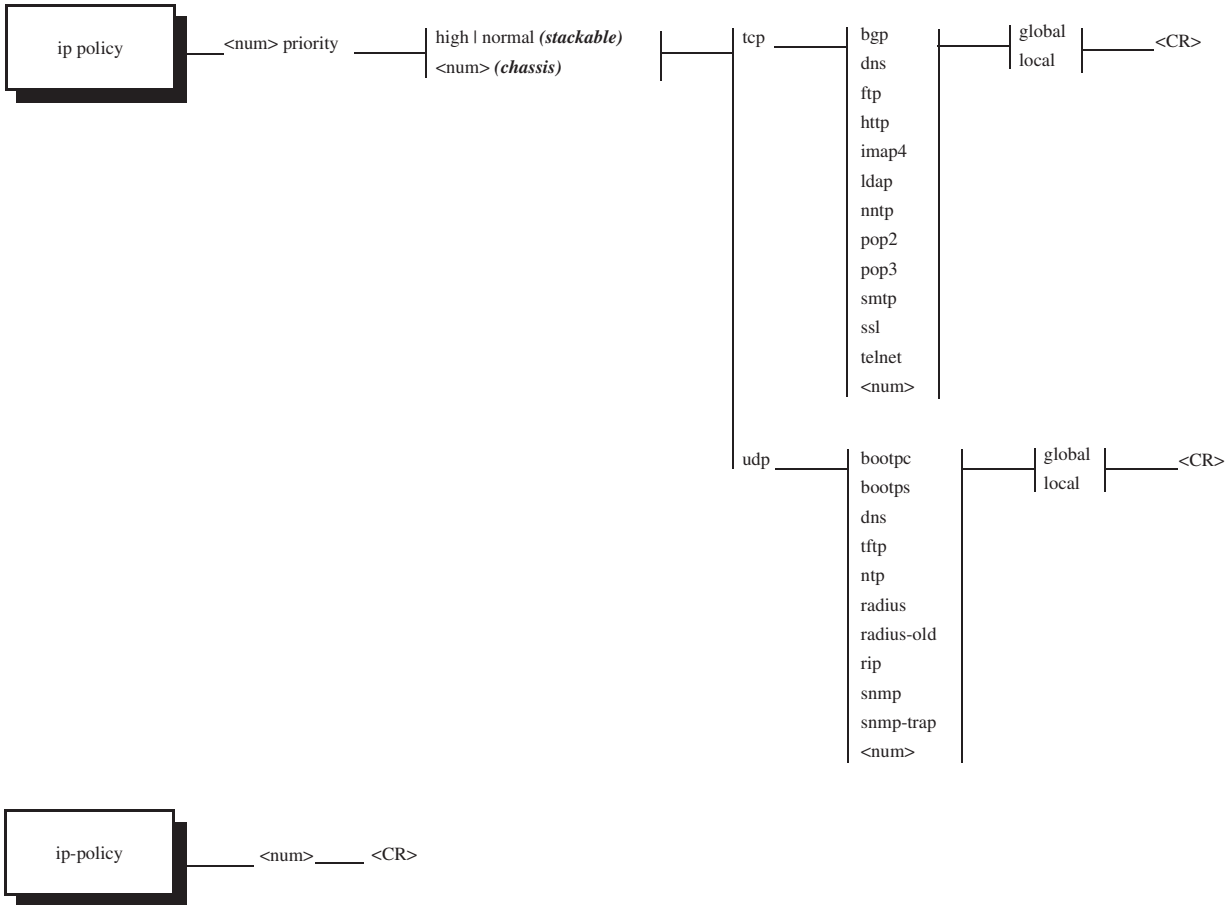 ip policy
<num> priority
high | normal (stackable)
<num> (chassis)
tcp
bgp
dns
ftp
http
imap4
ldap
nntp
pop2
pop3
smtp
ssl
telnet
<num>
global
local
<CR>
udp
bootpc
bootps
dns
tftp
ntp
radius
radius-old
rip
snmp
snmp-trap
<num>
global
local
<CR>
ip-policy
<num>
<CR>